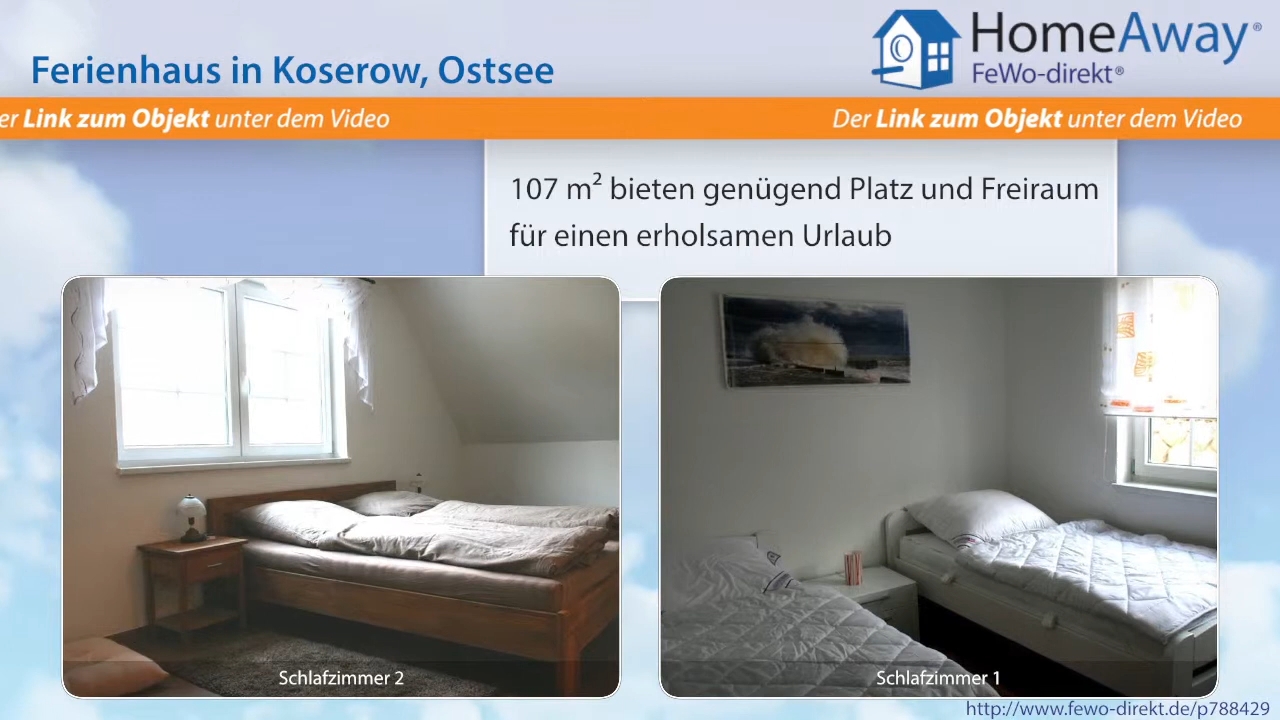 HomeAway®
FeWo-direkt®
Ferienhaus in Koserow, Ostsee
er Link zum Objekt unter dem Video
Der Link zum Objekt unter dem Video
107 m² bieten genügend Platz und Freiraum
für einen erholsamen Urlaub
Schlafzimmer 2
Schlafzimmer 1
http://www.fewo-direkt.de/p788429